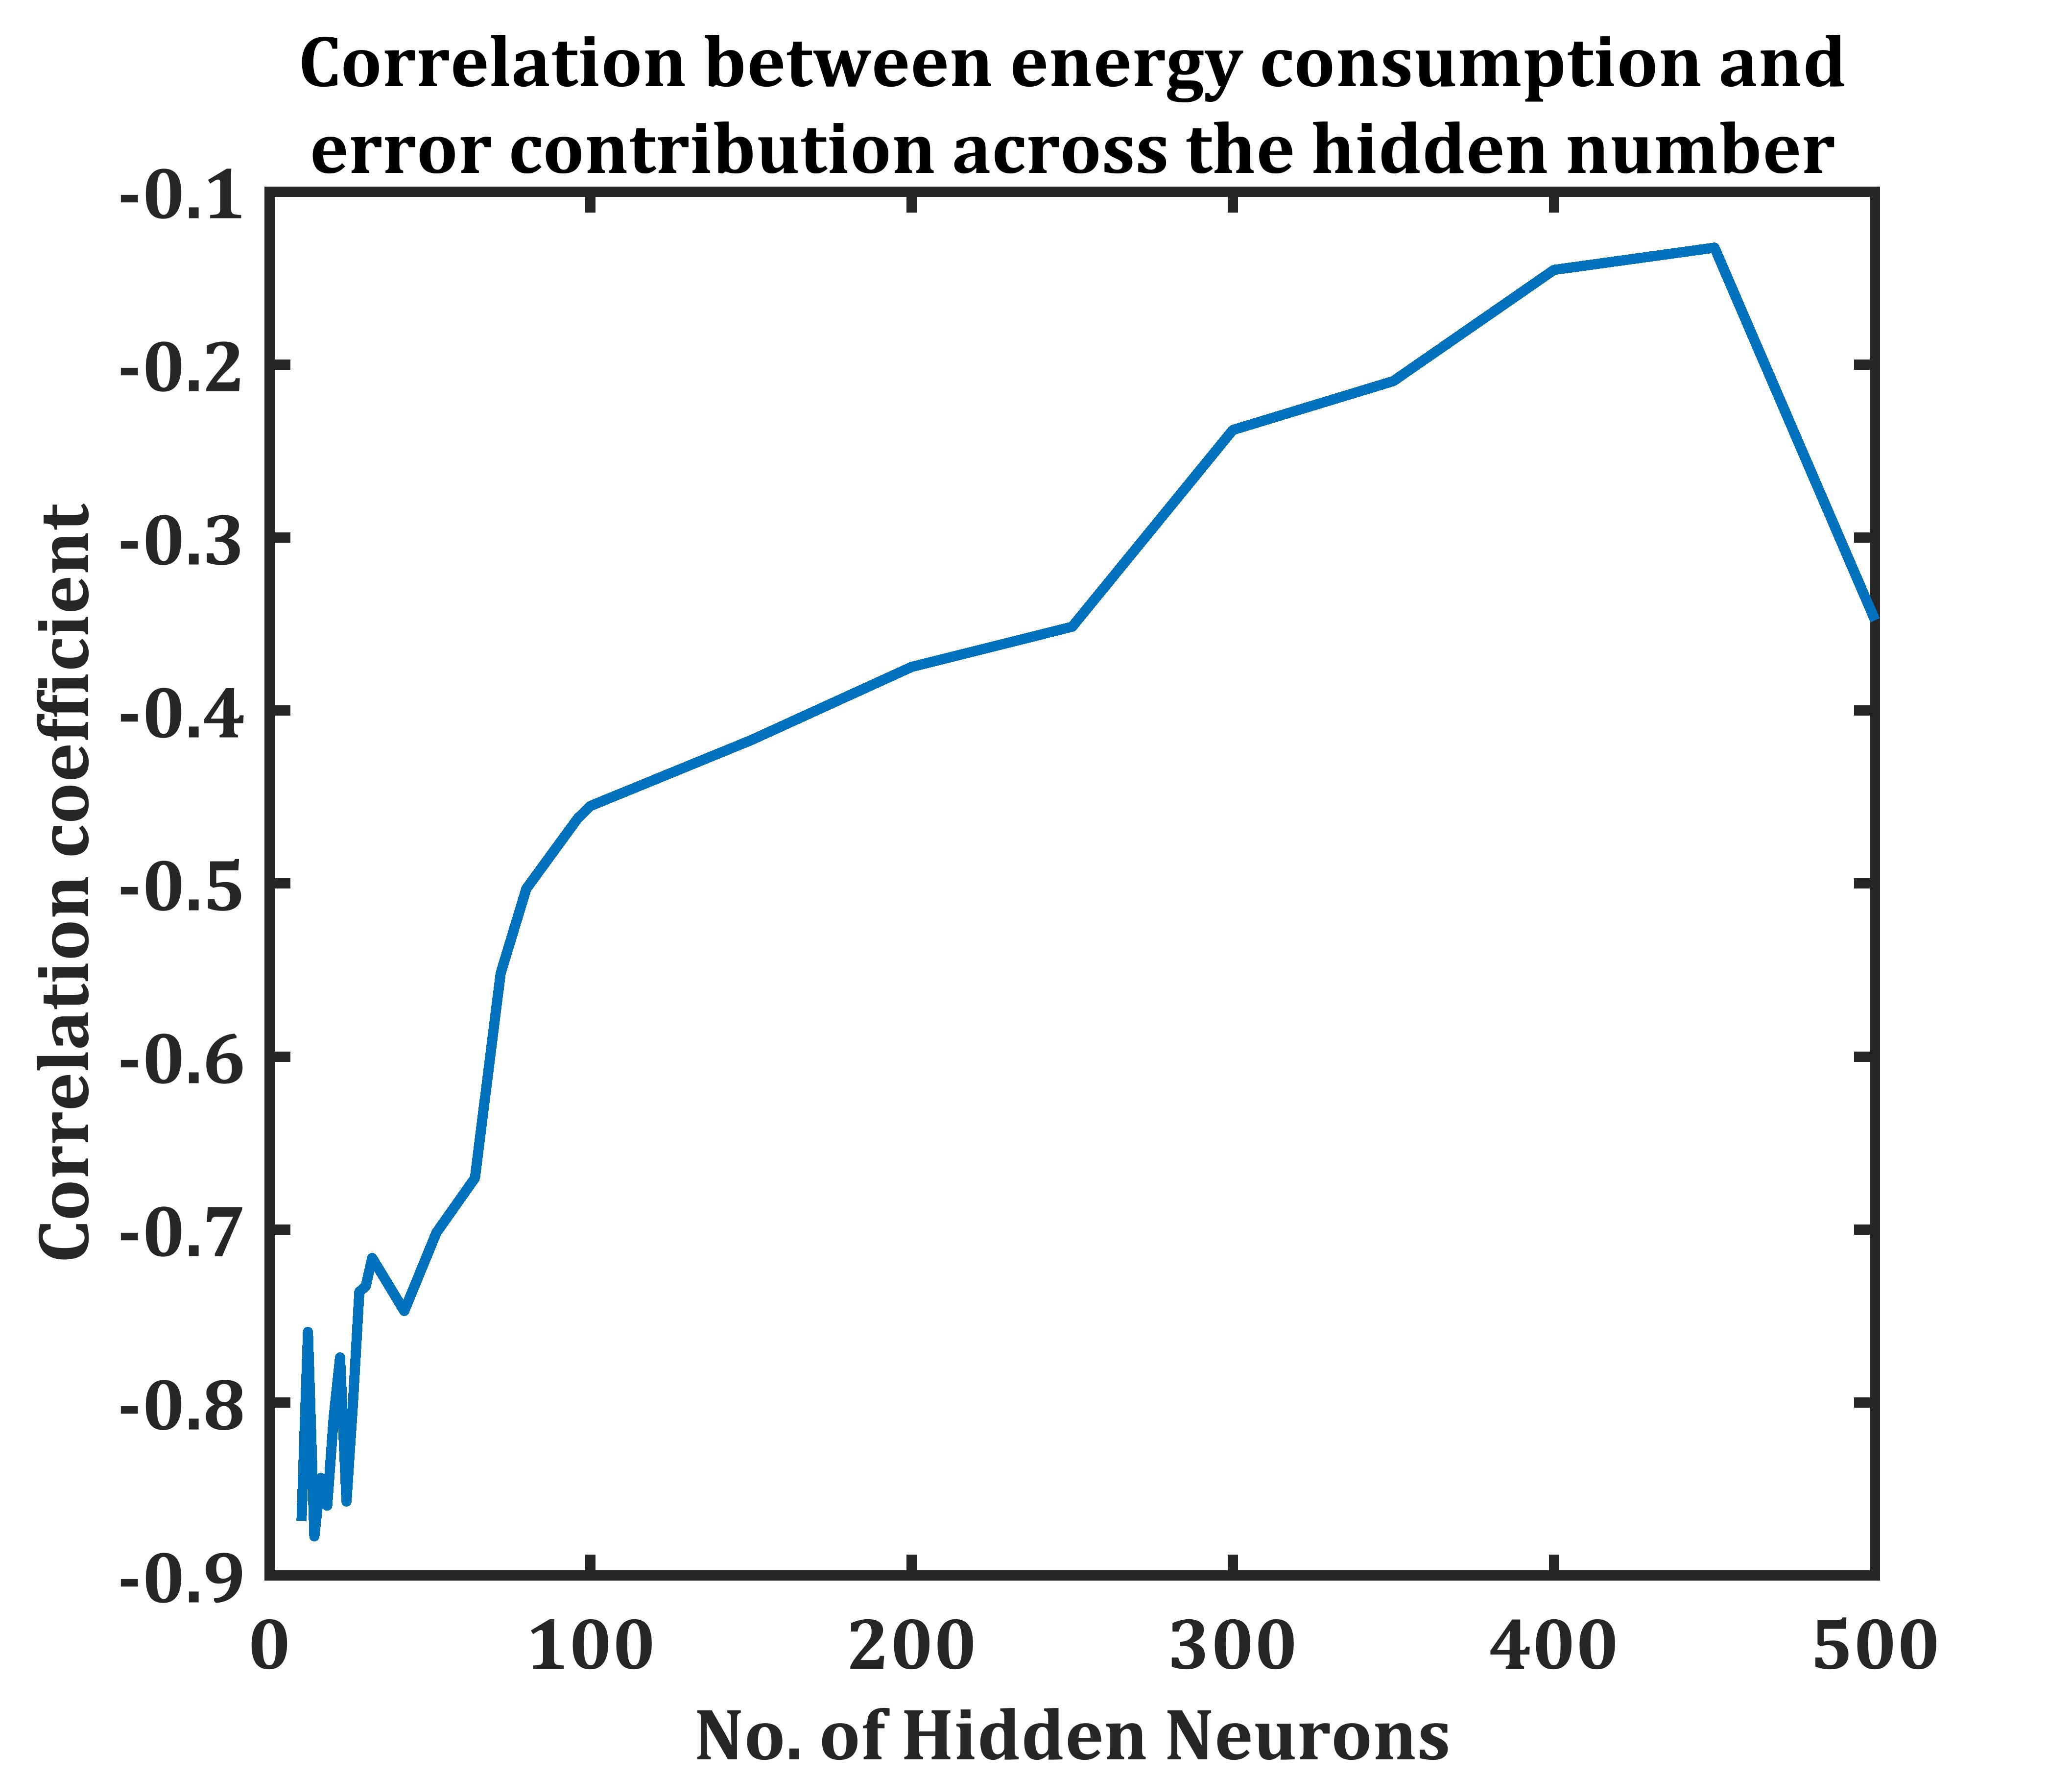 Correlation between energy consumption and
error contribution across the hidden number
-0.1
-0.2
-0.3
-0.4
-0.5
-0.6
-0.7
-0.8
-0.9
Correlation coefficient
0 100 200 300 400 500
No. of Hidden Neurons